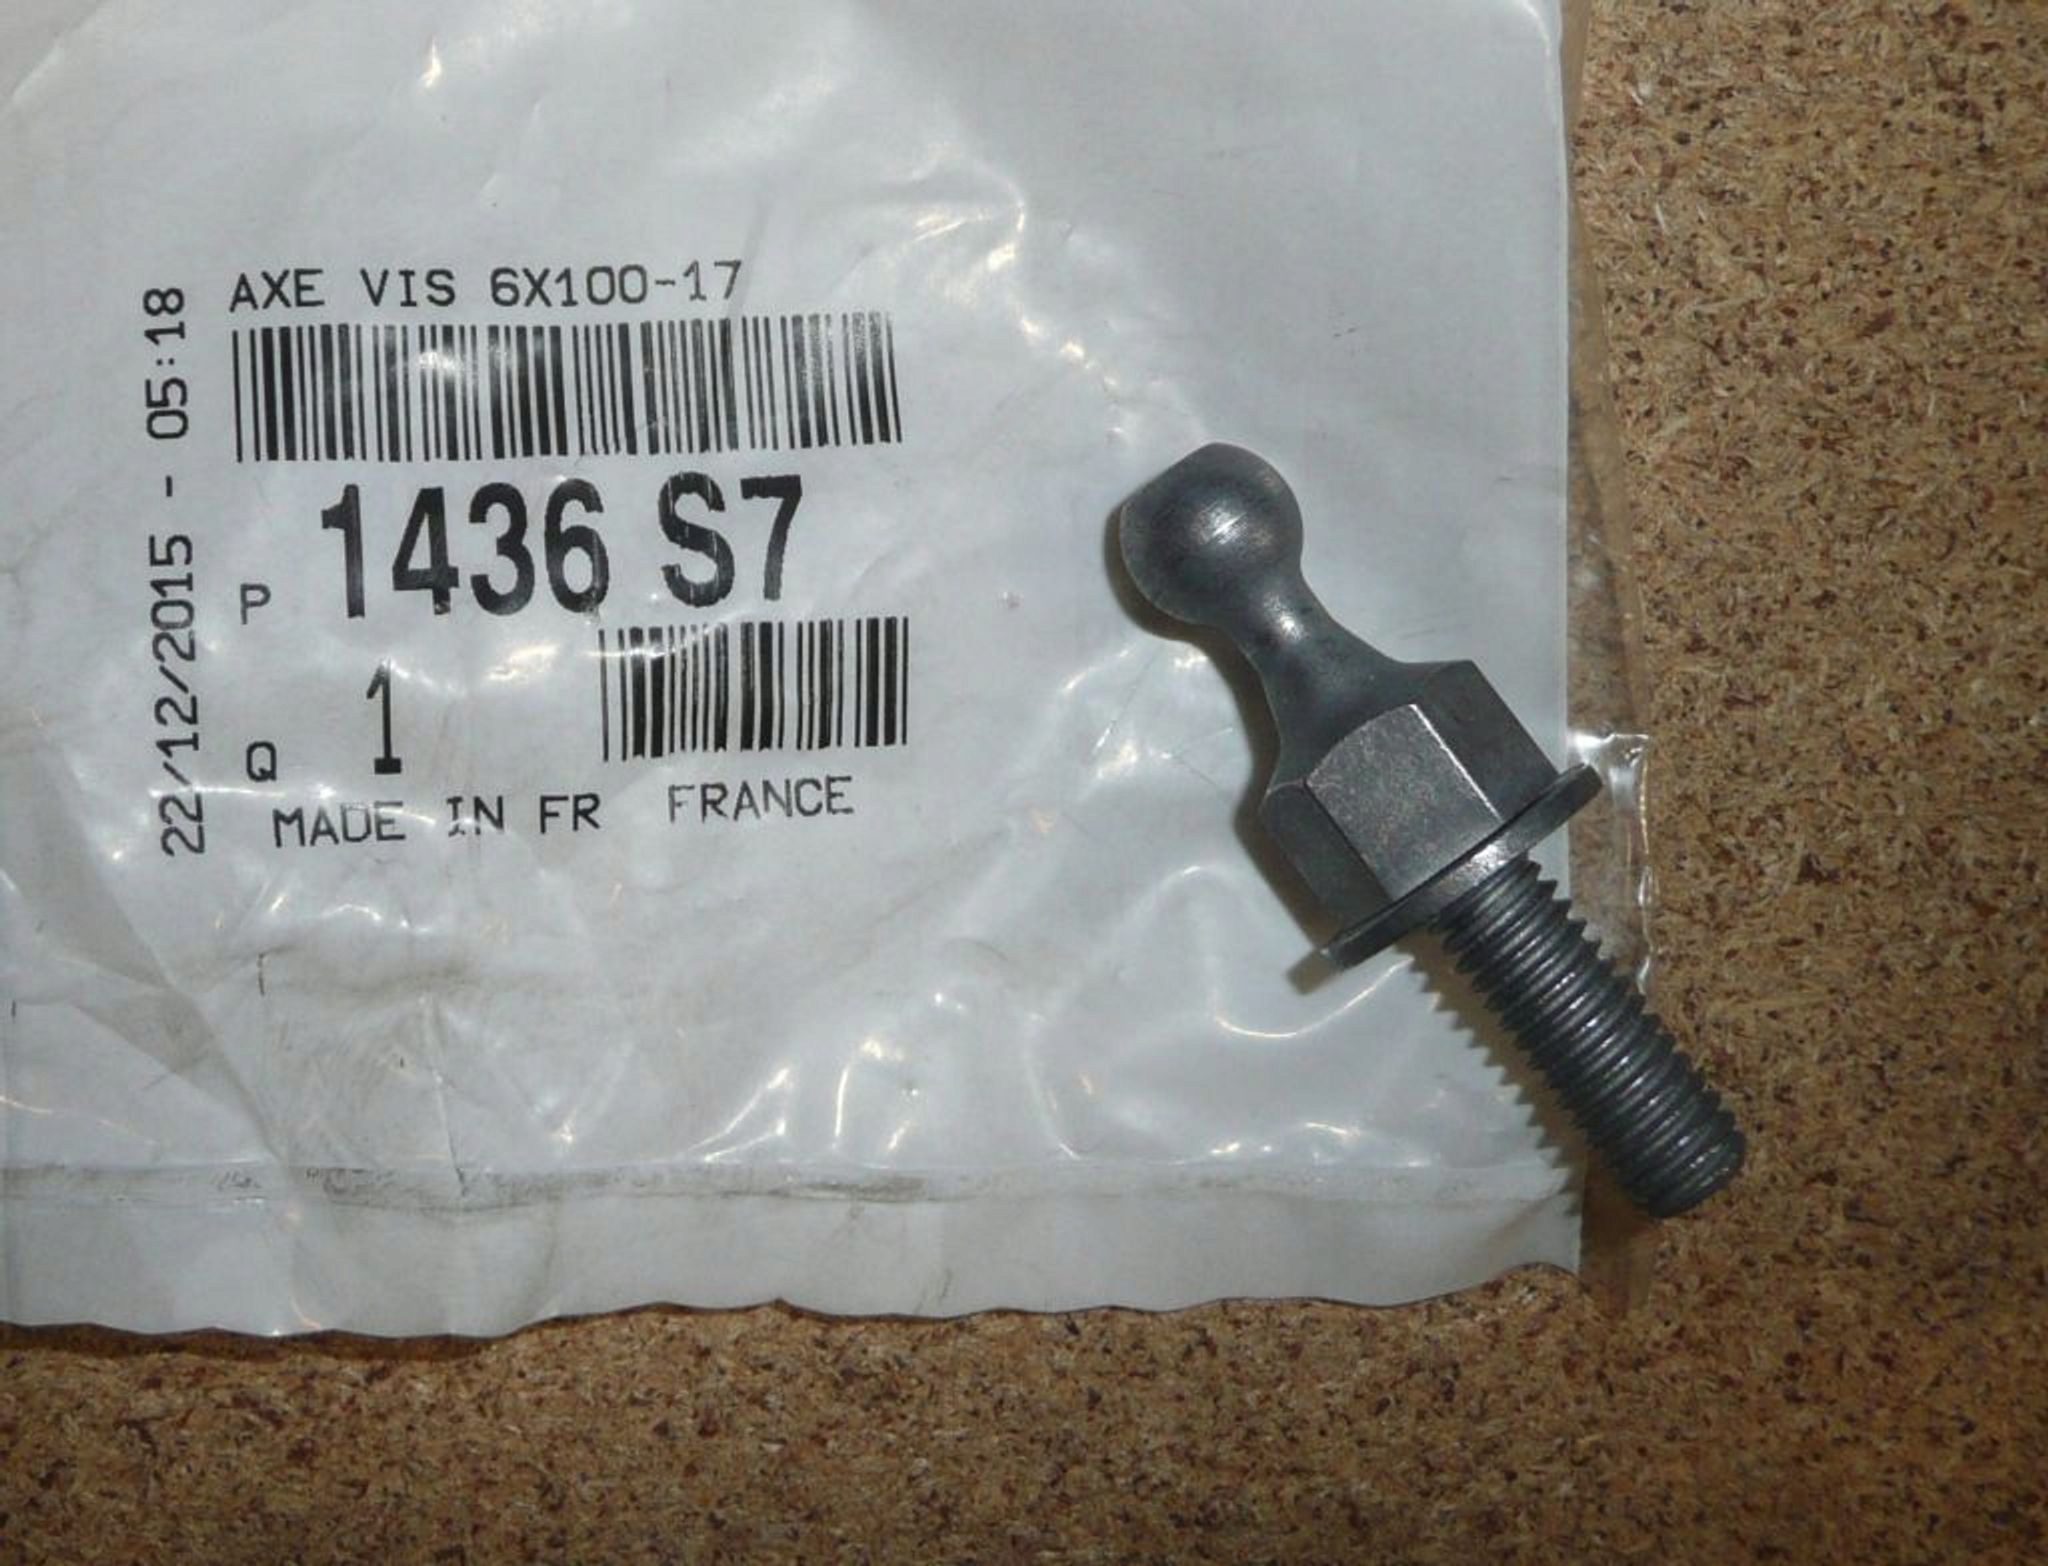 AXE VIS 6X100-17
P 1436 S7
Q 1
MADE IN FR FRANCE
22/12/2015 - 05:18